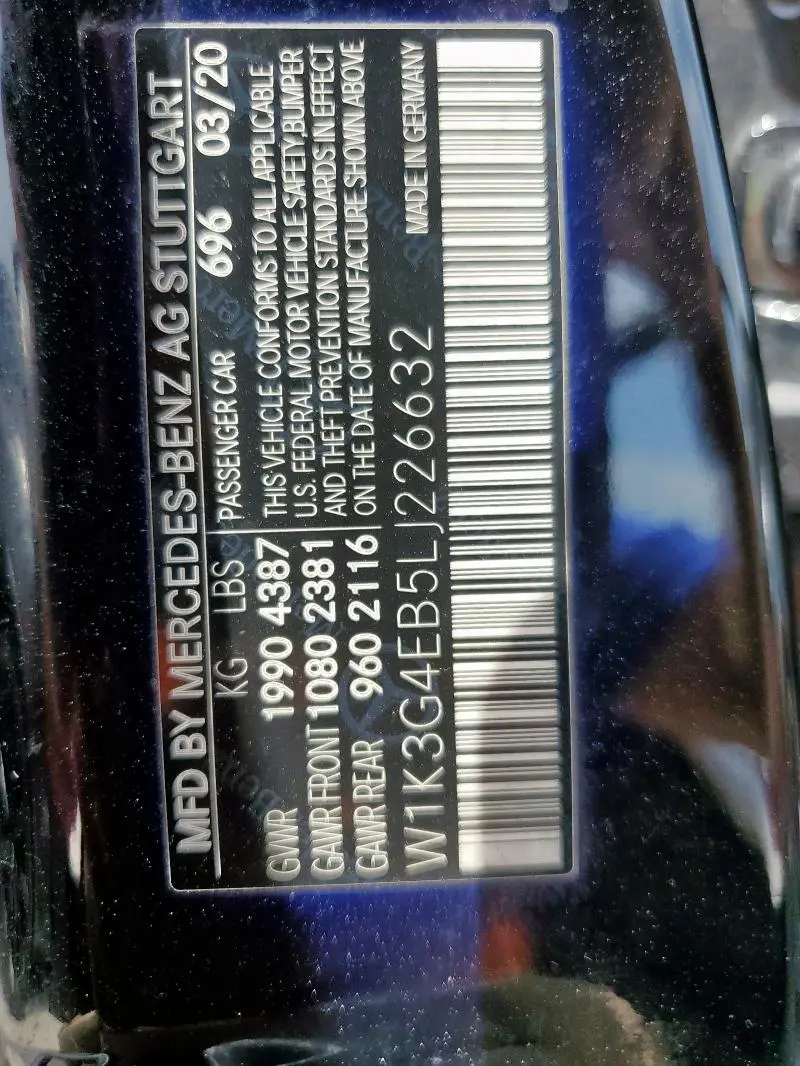 MFD BY MERCEDES-BENZ AG STUTTGART
KG . LBS PASSENGER CAR 696 03/20
GVWR 1990 4387 THIS VEHICLE CONFORMS TO ALL APPLICABLE
U.S. FEDERAL MOTOR VEHICLE SAFETY, BUMPER
GAWR FRONT 1080 2381 AND THEFT PREVENTION STANDARDS IN EFFECT
GAWR REAR 960 2116 ON THE DATE OF MANUFACTURE SHOWN ABOVE
W1K3G4EB5LJ226632 MADE IN GERMANY